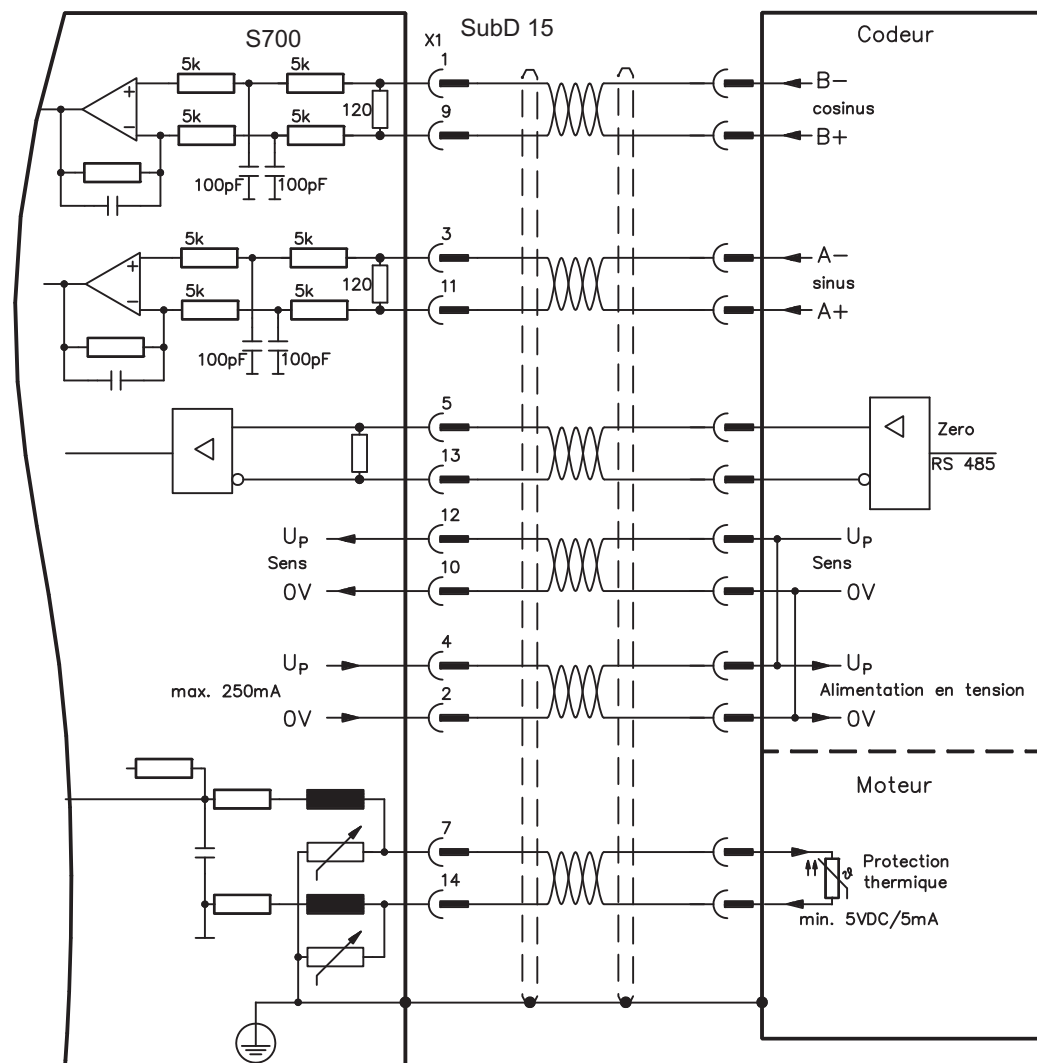 S700
X1
SubD 15
Codeur
5k
5k
1
B-
120
cosinus
5k
5k
9
B+
100pF
100pF
5k
5k
3
A-
120
sinus
5k
5k
11
A+
100pF
100pF
5
Zero
13
RS 485
UP
12
UP
Sens
Sens
0V
10
0V
UP
4
UP
max. 250mA
Alimentation en tension
0V
2
0V
Moteur
7
Protection
thermique
14
min. 5VDC/5mA
+
−
+
−
ϑ